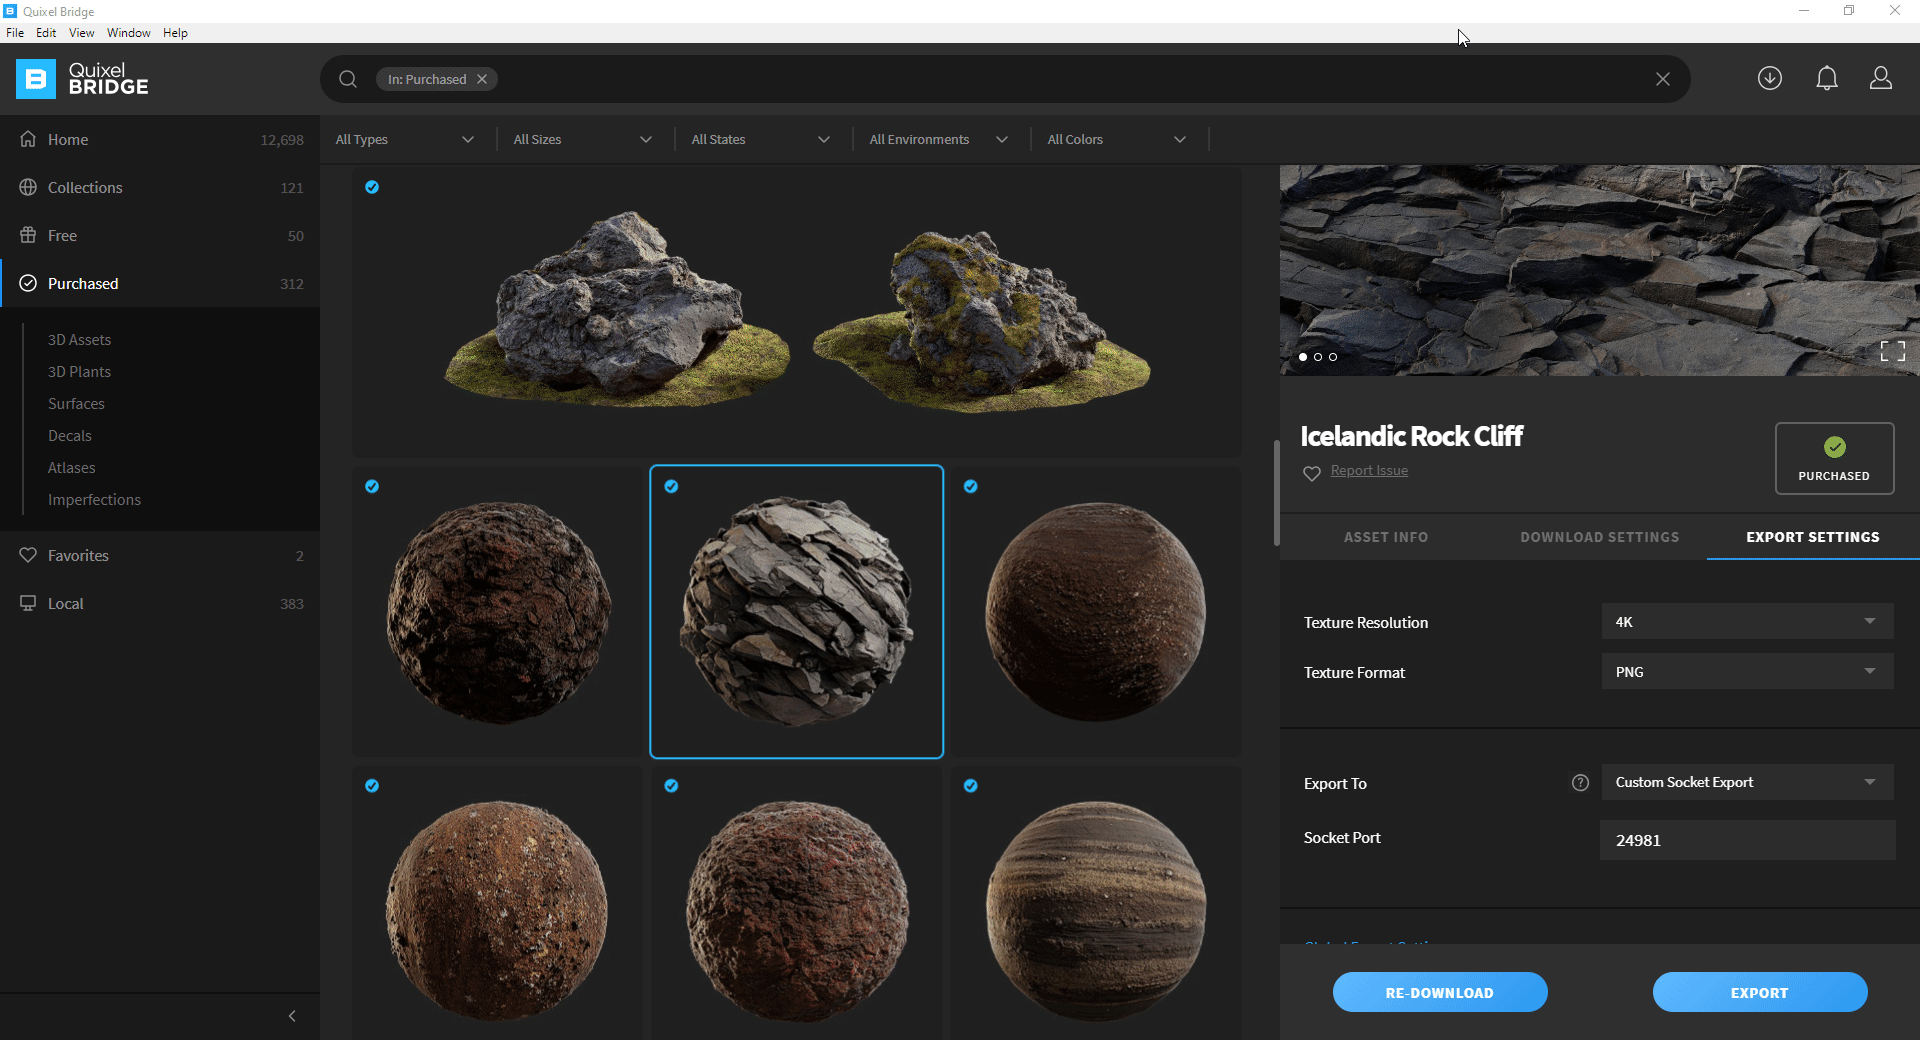 Quixel Bridge
File Edit View Window Help
Quixel
BRIDGE
In: Purchased
Home 12,698
Collections 121
Free 50
Purchased 312
3D Assets
3D Plants
Surfaces
Decals
Atlases
Imperfections
Favorites 2
Local 383
All Types All Sizes All States All Environments All Colors
Icelandic Rock Cliff
Report Issue
PURCHASED
ASSET INFO DOWNLOAD SETTINGS EXPORT SETTINGS
Texture Resolution 4K
Texture Format PNG
Export To ? Custom Socket Export
Socket Port 24981
RE-DOWNLOAD EXPORT